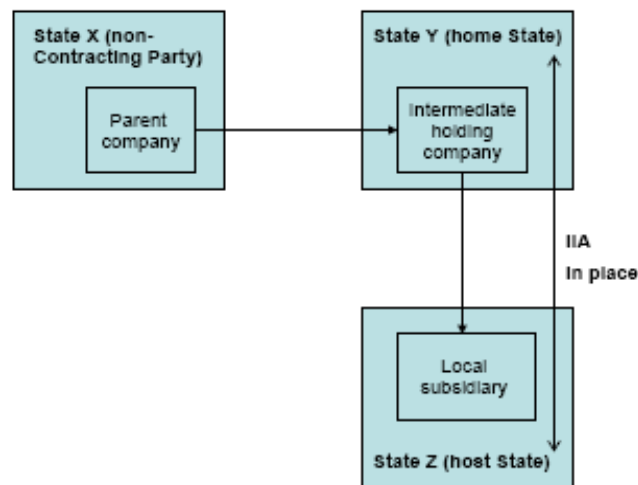 State X (non-
Contracting Party)
Parent
company
State Y (home State)
Intermediate
holding
company
IIA
In place
Local
subsidiary
State Z (host State)